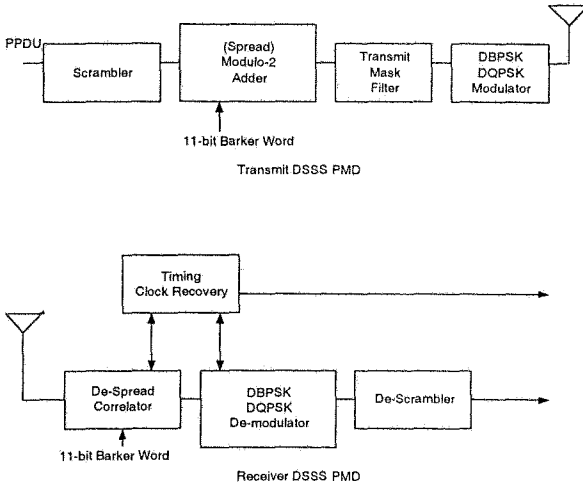 PPDU
Scrambler
(Spread)
Modulo-2
Adder
Transmit
Mask
Filter
DBPSK
DQPSK
Modulator
11-bit Barker Word
Transmit DSSS PMD
Timing
Clock Recovery
De-Spread
Correlator
DBPSK
DQPSK
De-modulator
De-Scrambler
11-bit Barker Word
Receiver DSSS PMD